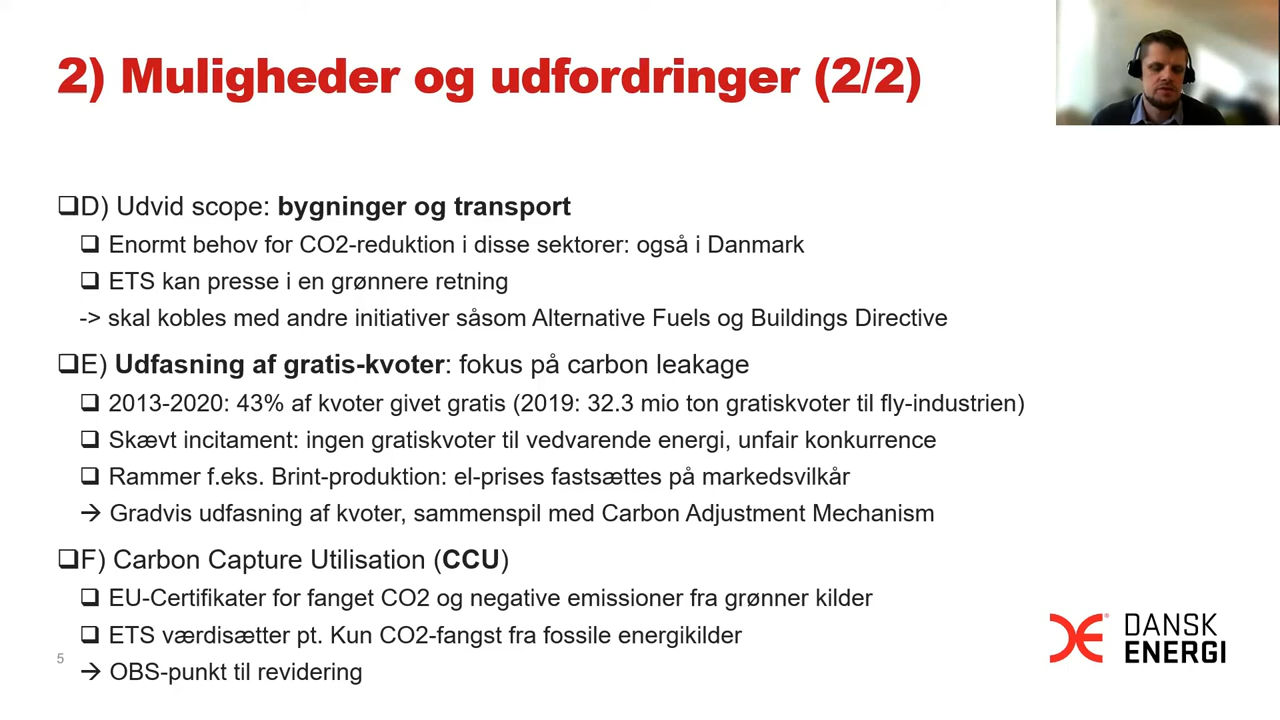 2) Muligheder og udfordringer (2/2)
❑D) Udvid scope: bygninger og transport
❑ Enormt behov for CO2-reduktion i disse sektorer: også i Danmark
❑ ETS kan presse i en grønnere retning
-> skal kobles med andre initiativer såsom Alternative Fuels og Buildings Directive
❑E) Udfasning af gratis-kvoter: fokus på carbon leakage
❑ 2013-2020: 43% af kvoter givet gratis (2019: 32.3 mio ton gratiskvoter til fly-industrien)
❑ Skævt incitament: ingen gratiskvoter til vedvarende energi, unfair konkurrence
❑ Rammer f.eks. Brint-produktion: el-prises fastsættes på markedsvilkår
→ Gradvis udfasning af kvoter, sammenspil med Carbon Adjustment Mechanism
❑F) Carbon Capture Utilisation (CCU)
❑ EU-Certifikater for fanget CO2 og negative emissioner fra grønner kilder
❑ ETS værdisætter pt. Kun CO2-fangst fra fossile energikilder
→ OBS-punkt til revidering
5
DANSK
ENERGI